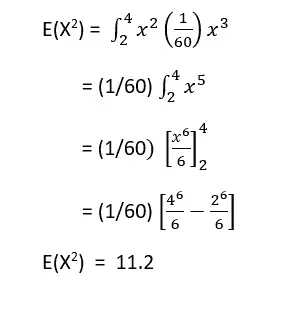 E(X²) = ∫₂⁴ x² (1/60) x³
= (1/60) ∫₂⁴ x⁵
= (1/60) [x⁶/6]₂⁴
= (1/60) [4⁶/6 − 2⁶/6]
E(X²) = 11.2